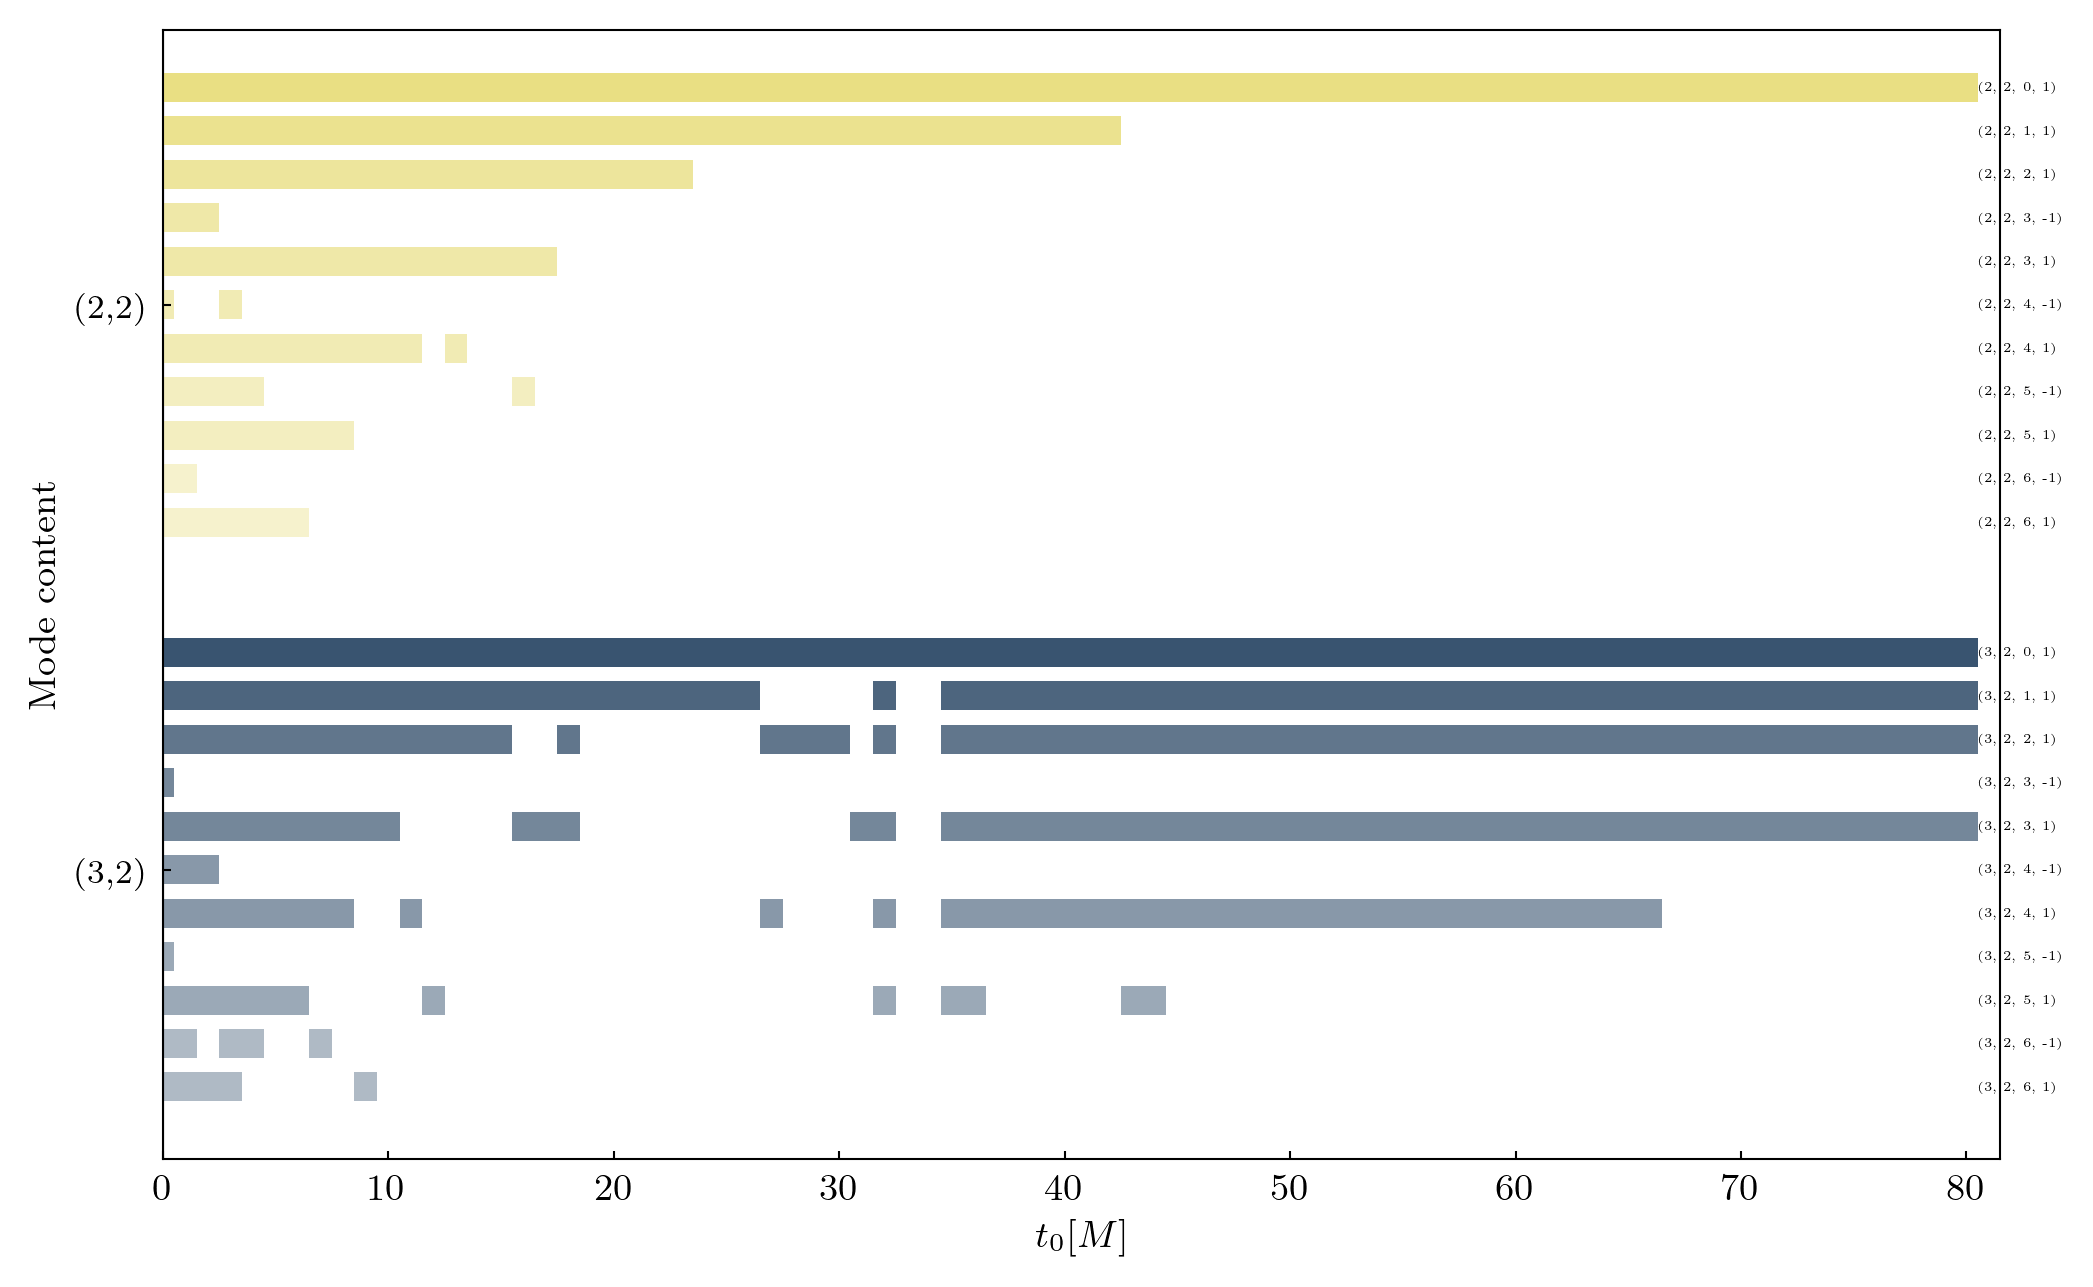 (2, 2, 0, 1)
(2, 2, 1, 1)
(2, 2, 2, 1)
(2, 2, 3, -1)
(2, 2, 3, 1)
(2,2)
(2, 2, 4, -1)
(2, 2, 4, 1)
(2, 2, 5, -1)
(2, 2, 5, 1)
(2, 2, 6, -1)
(2, 2, 6, 1)
Mode content
(3, 2, 0, 1)
(3, 2, 1, 1)
(3, 2, 2, 1)
(3, 2, 3, -1)
(3, 2, 3, 1)
(3,2)
(3, 2, 4, -1)
(3, 2, 4, 1)
(3, 2, 5, -1)
(3, 2, 5, 1)
(3, 2, 6, -1)
(3, 2, 6, 1)
0 10 20 30 40 50 60 70 80
t₀[M]